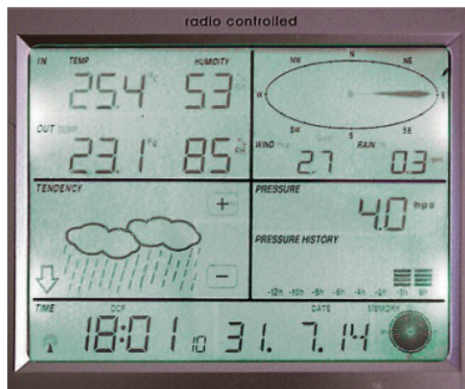 radio controlled
IN TEMP HUMIDITY
25.4 °c 53
OUT TEMP
23.1 °c 85
N
NW NE
W E
SW SE
S
WIND RAIN
2.7 0.3
TENDENCY
+
−
PRESSURE
4.0 hpa
PRESSURE HISTORY
-12h -10h -8h -6h -4h -2h -1h 0h
TIME DCF DATE MEMORY
18:01 10 31. 7. 14